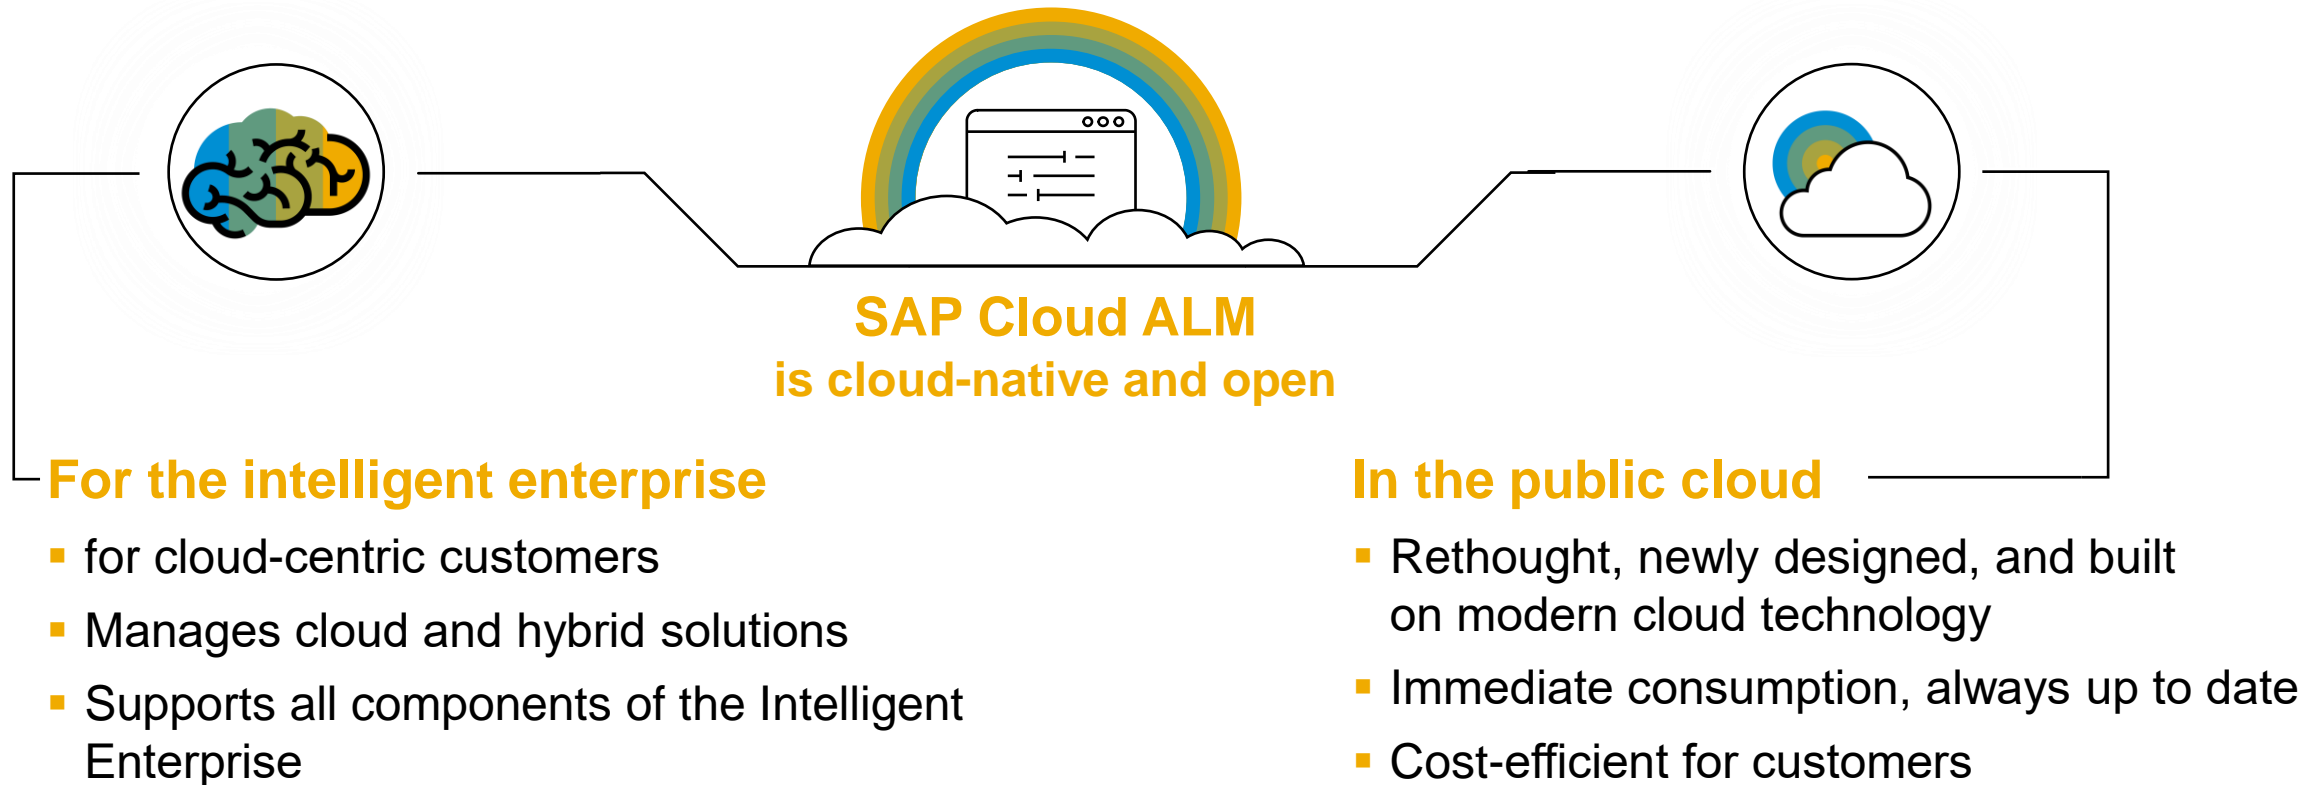 SAP Cloud ALM
is cloud-native and open
For the intelligent enterprise
▪ for cloud-centric customers
▪ Manages cloud and hybrid solutions
▪ Supports all components of the Intelligent
Enterprise
In the public cloud
▪ Rethought, newly designed, and built
on modern cloud technology
▪ Immediate consumption, always up to date
▪ Cost-efficient for customers